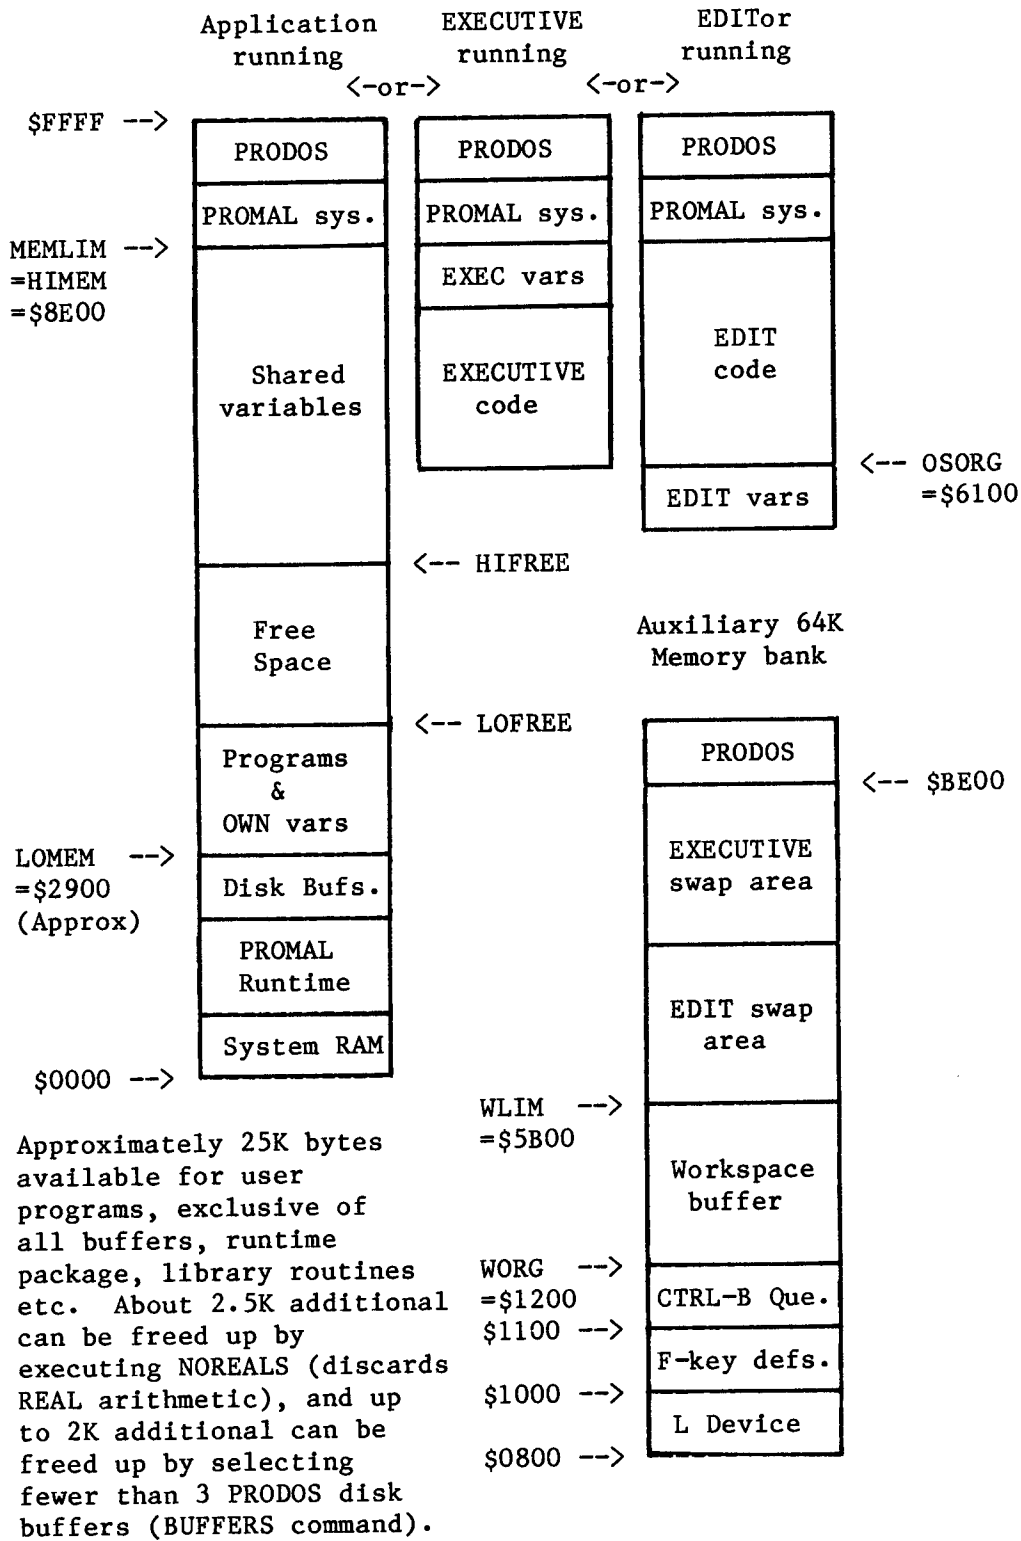 Application
running
EXECUTIVE
running
EDITor
running
<-or->
<-or->
$FFFF -->
PRODOS
PRODOS
PRODOS
PROMAL sys.
PROMAL sys.
PROMAL sys.
MEMLIM -->
=HIMEM
=$8E00
EXEC vars
Shared
variables
EXECUTIVE
code
EDIT
code
<-- OSORG
=$6100
EDIT vars
<-- HIFREE
Free
Space
Auxiliary 64K
Memory bank
<-- LOFREE
Programs
&
OWN vars
PRODOS
<-- $BE00
LOMEM -->
=$2900
(Approx)
Disk Bufs.
EXECUTIVE
swap area
PROMAL
Runtime
EDIT swap
area
System RAM
$0000 -->
WLIM -->
=$5B00
Workspace
buffer
WORG -->
=$1200
CTRL-B Que.
$1100 -->
F-key defs.
$1000 -->
L Device
$0800 -->
Approximately 25K bytes
available for user
programs, exclusive of
all buffers, runtime
package, library routines
etc. About 2.5K additional
can be freed up by
executing NOREALS (discards
REAL arithmetic), and up
to 2K additional can be
freed up by selecting
fewer than 3 PRODOS disk
buffers (BUFFERS command).